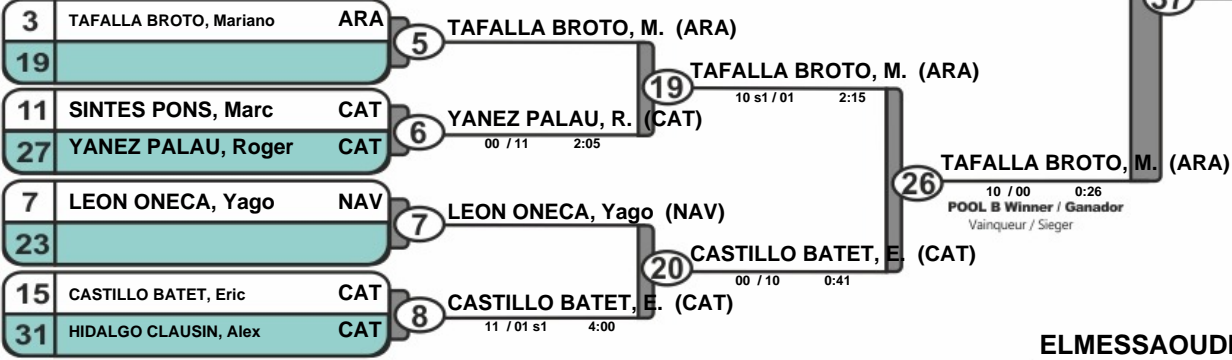 37
3 TAFALLA BROTO, Mariano ARA
19
5 TAFALLA BROTO, M. (ARA)
11 SINTES PONS, Marc CAT
27 YANEZ PALAU, Roger CAT
6 YANEZ PALAU, R. (CAT)
00 / 11 2:05
19 TAFALLA BROTO, M. (ARA)
10 s1 / 01 2:15
7 LEON ONECA, Yago NAV
23
7 LEON ONECA, Yago (NAV)
15 CASTILLO BATET, Eric CAT
31 HIDALGO CLAUSIN, Alex CAT
8 CASTILLO BATET, E. (CAT)
11 / 01 s1 4:00
20 CASTILLO BATET, E. (CAT)
00 / 10 0:41
26 TAFALLA BROTO, M. (ARA)
10 / 00 0:26
POOL B Winner / Ganador
Vainqueur / Sieger
ELMESSAOUDI